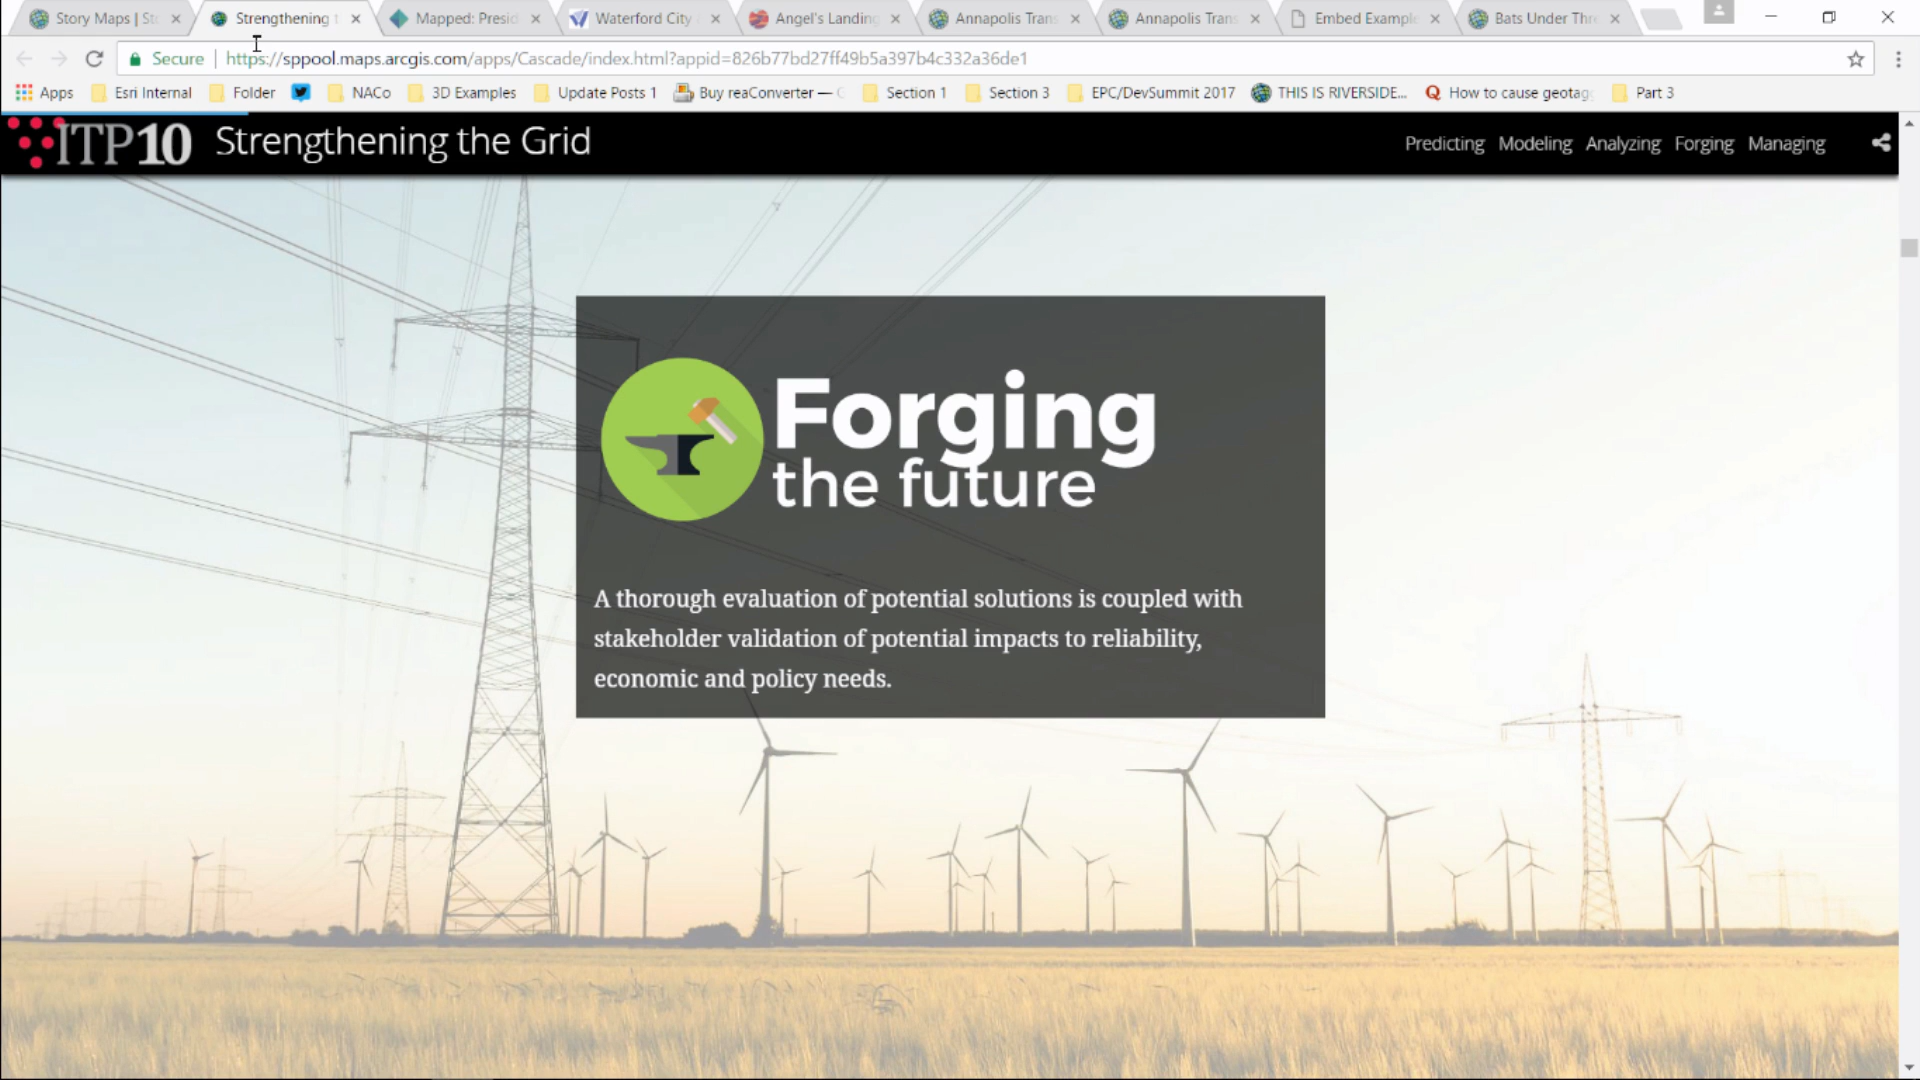 Story Maps | St
Strengthening t
Mapped: Presid
Waterford City
Angel's Landing
Annapolis Trans
Annapolis Trans
Embed Example
Bats Under Thre
Secure | https://sppool.maps.arcgis.com/apps/Cascade/index.html?appid=826b77bd27ff49b5a397b4c332a36de1
Apps Esri Internal Folder NACo 3D Examples Update Posts 1 Buy reaConverter — Section 1 Section 3 EPC/DevSummit 2017 THIS IS RIVERSIDE... Q How to cause geotag Part 3
ITP10 Strengthening the Grid Predicting Modeling Analyzing Forging Managing
Forging
the future
A thorough evaluation of potential solutions is coupled with
stakeholder validation of potential impacts to reliability,
economic and policy needs.